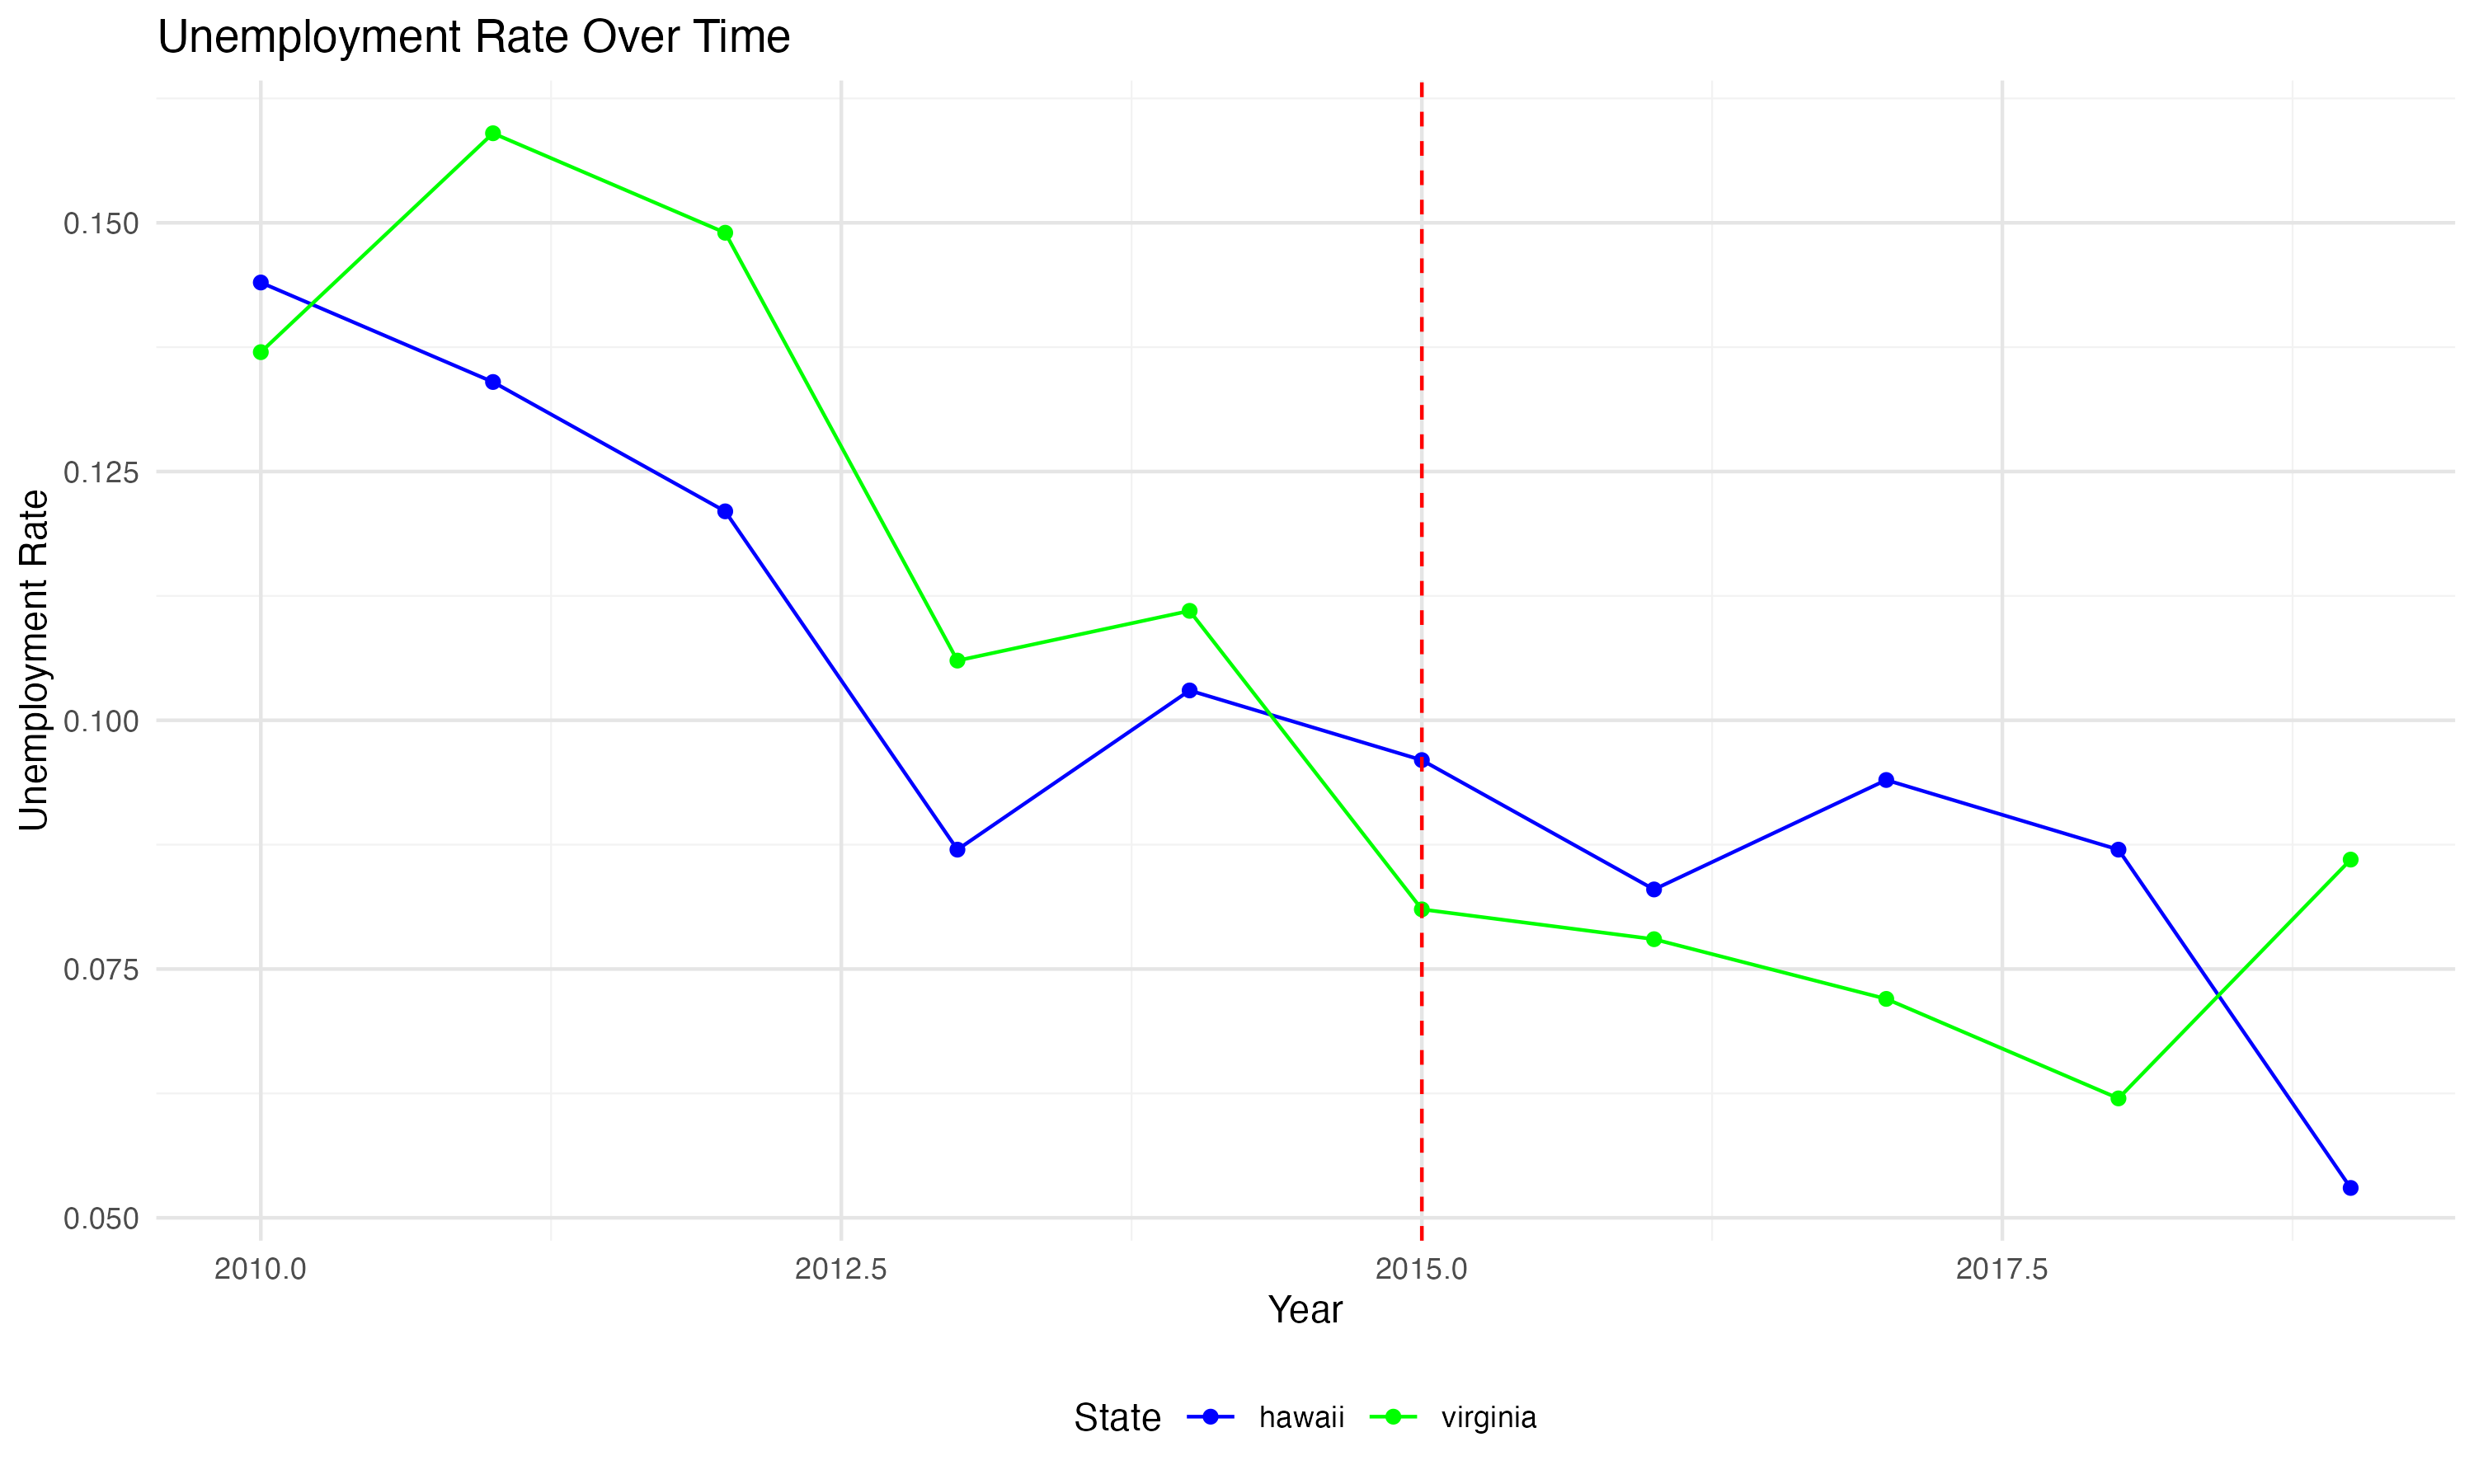 Unemployment Rate Over Time
Unemployment Rate
0.150
0.125
0.100
0.075
0.050
2010.0 2012.5 2015.0 2017.5
Year
State hawaii virginia